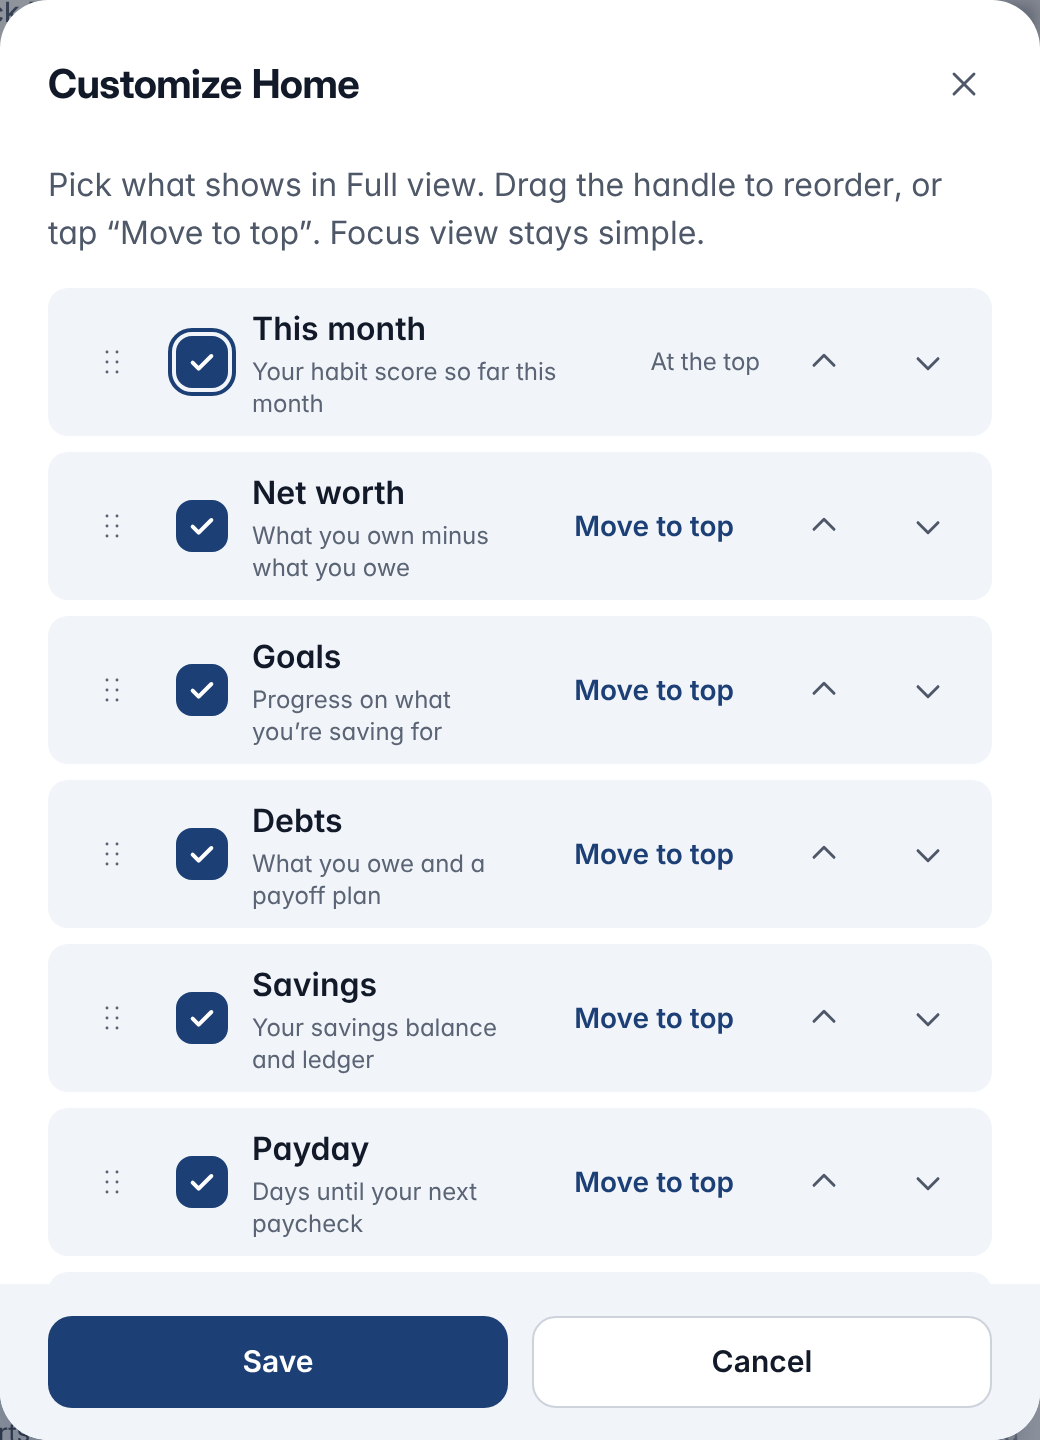 Customize Home
Pick what shows in Full view. Drag the handle to reorder, or
tap “Move to top”. Focus view stays simple.
This month
Your habit score so far this
month
At the top
Net worth
What you own minus
what you owe
Move to top
Goals
Progress on what
you’re saving for
Move to top
Debts
What you owe and a
payoff plan
Move to top
Savings
Your savings balance
and ledger
Move to top
Payday
Days until your next
paycheck
Move to top
Save
Cancel